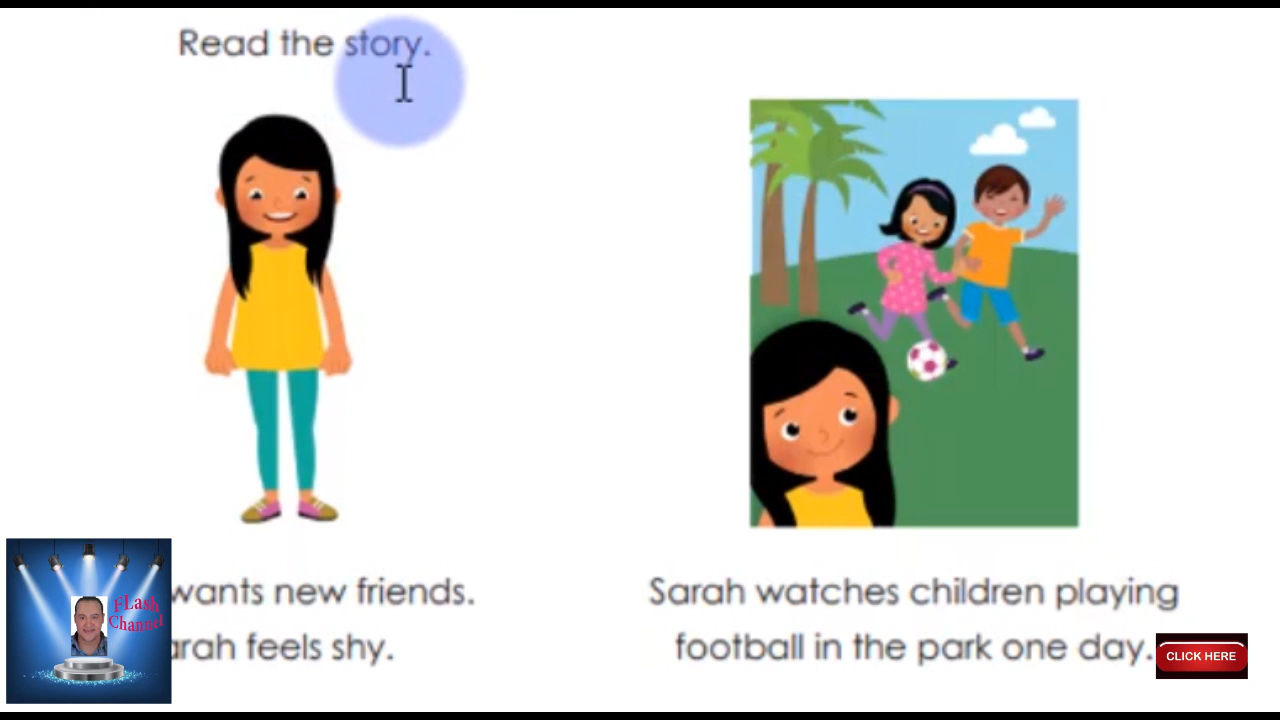 Read the story.
wants new friends.
arah feels shy.
Sarah watches children playing
football in the park one day.
FLash
Channel
CLICK HERE